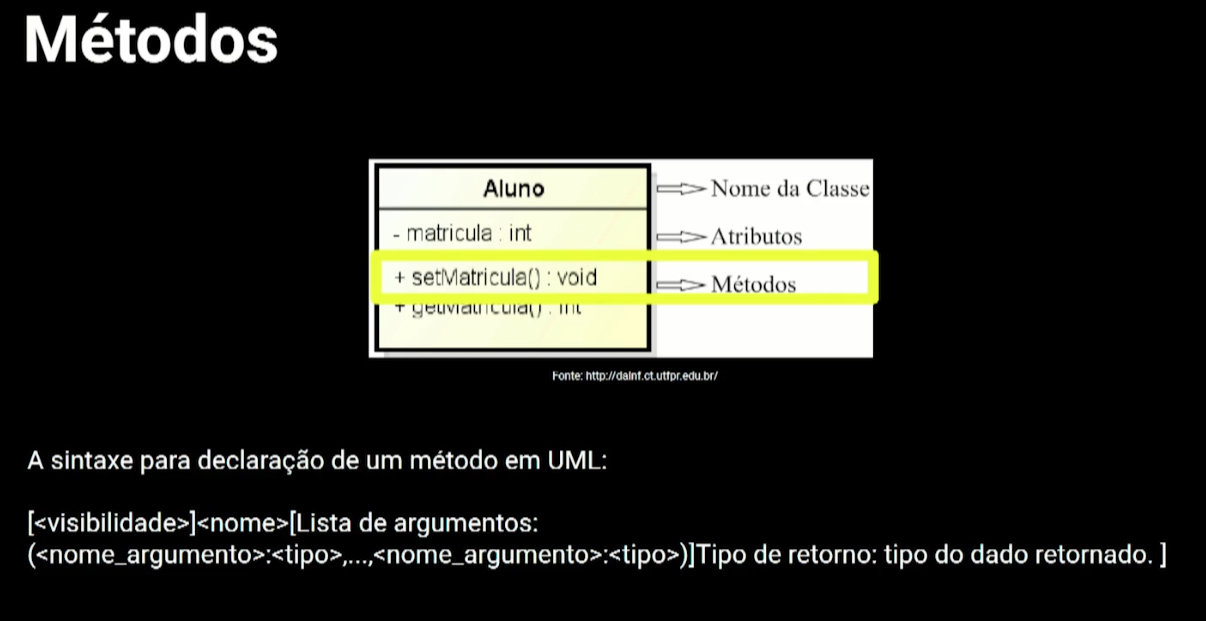 Métodos
Aluno
Nome da Classe
- matricula : int
Atributos
+ setMatricula() : void
Métodos
+ getMatricula() : int
Fonte: http://dainf.ct.utfpr.edu.br/
A sintaxe para declaração de um método em UML:
[<visibilidade>]<nome>[Lista de argumentos:
(<nome_argumento>:<tipo>,...,<nome_argumento>:<tipo>)]Tipo de retorno: tipo do dado retornado. ]